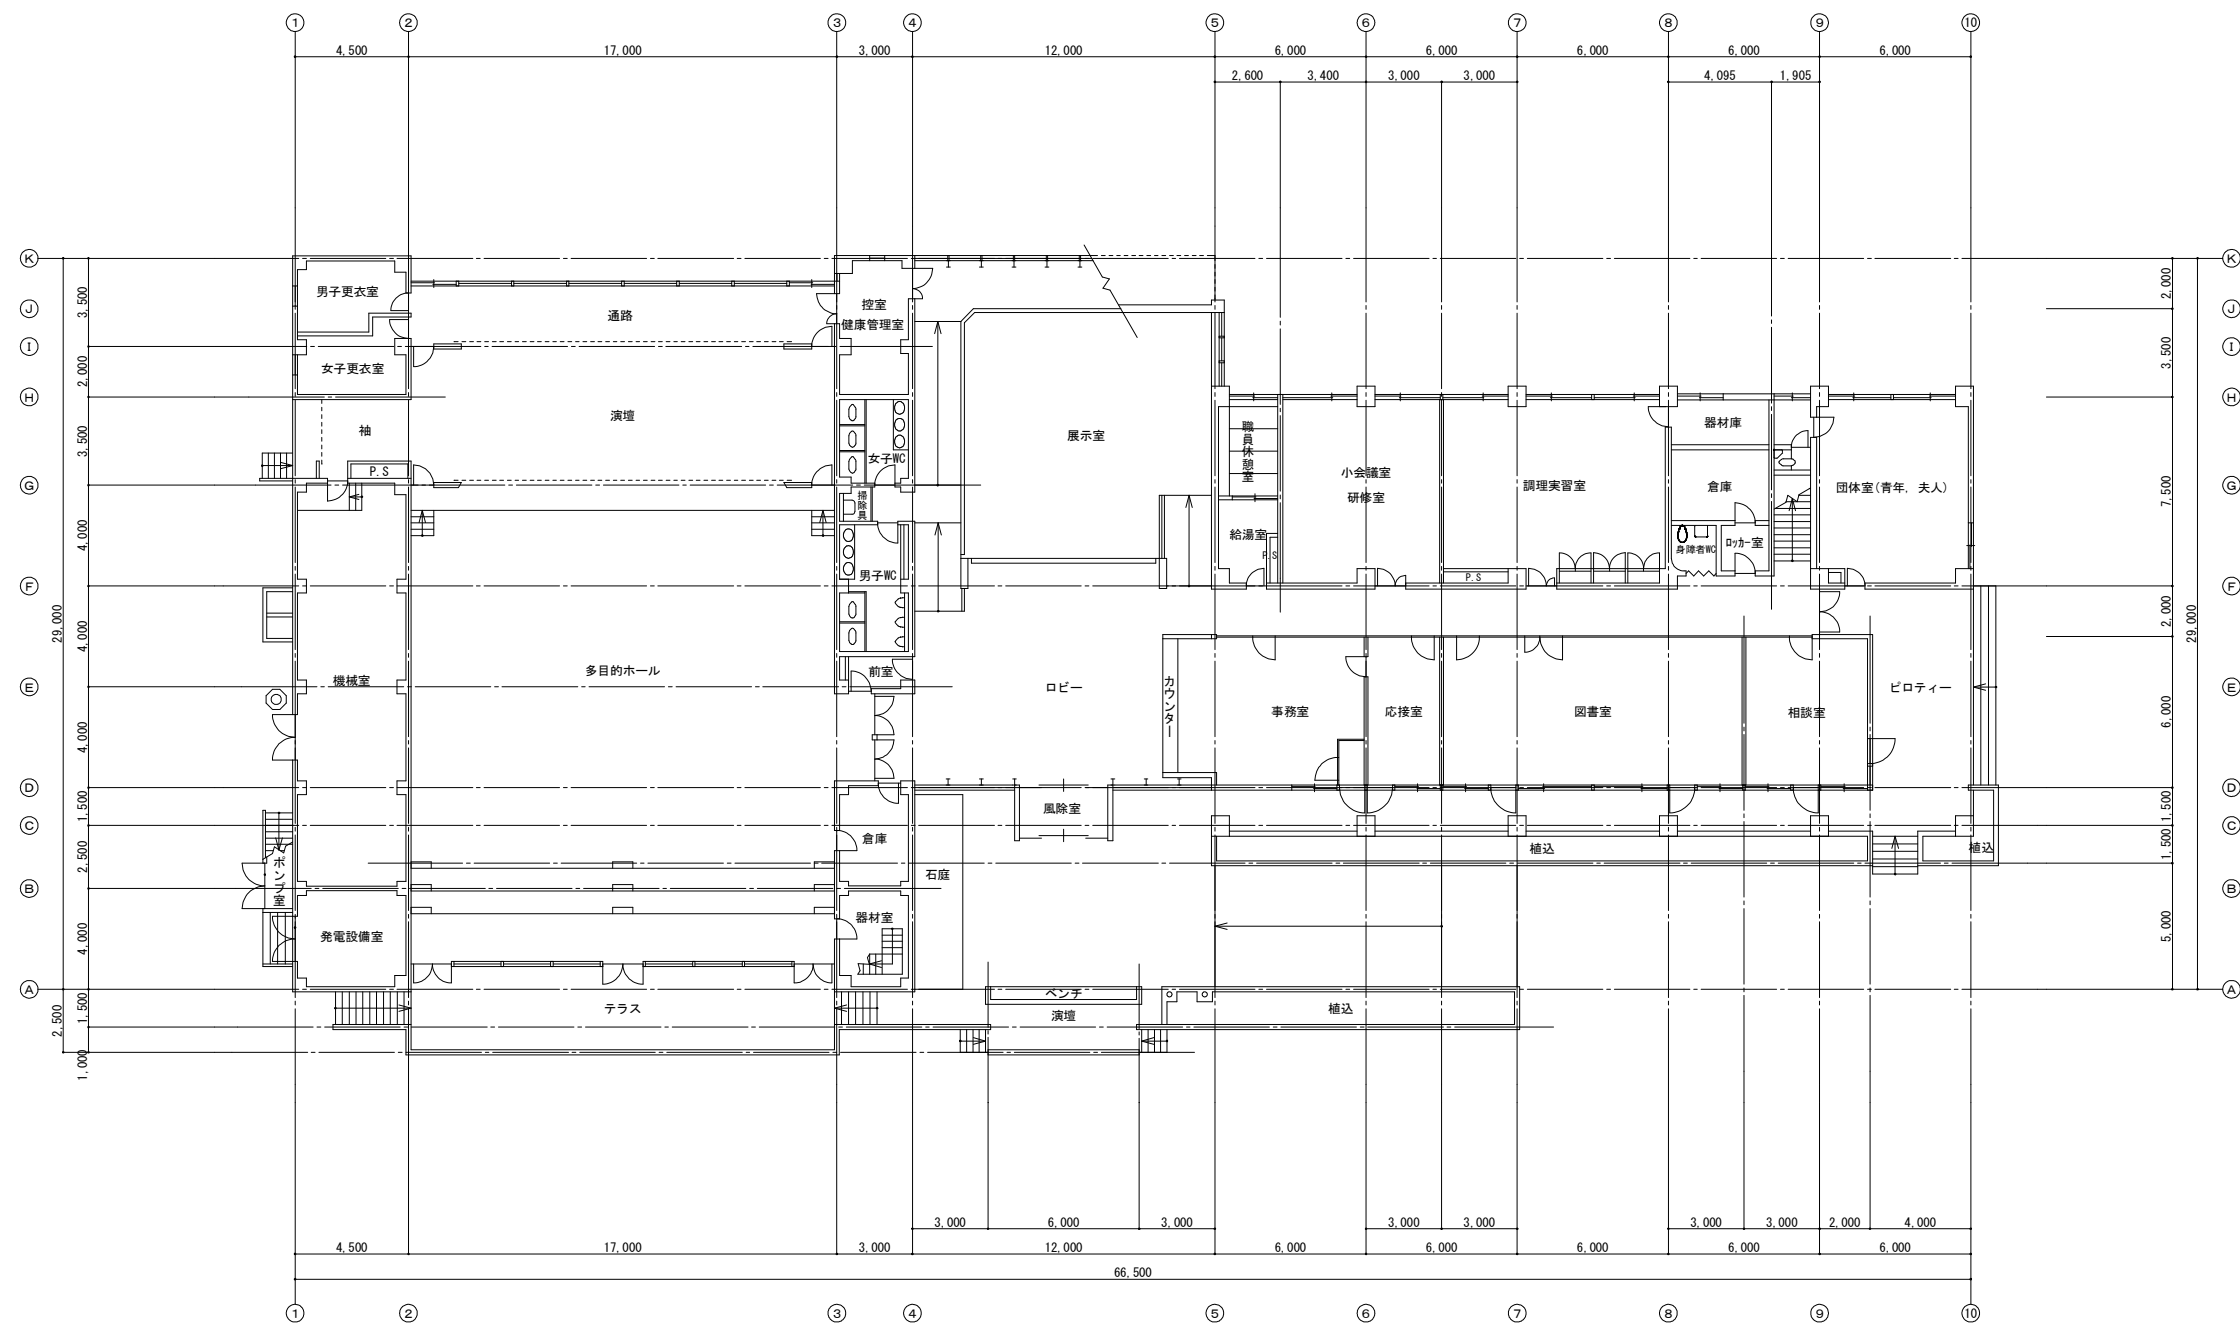 ① ② ③ ④ ⑤ ⑥ ⑦ ⑧ ⑨ ⑩
4,500 17,000 3,000 12,000 6,000 6,000 6,000 6,000 6,000
2,600 3,400 3,000 3,000 4,095 1,905
Ⓚ Ⓚ
Ⓙ Ⓙ
Ⓘ Ⓘ
Ⓗ Ⓗ
Ⓖ Ⓖ
Ⓕ Ⓕ
Ⓔ Ⓔ
Ⓓ Ⓓ
Ⓒ Ⓒ
Ⓑ Ⓑ
Ⓐ Ⓐ
29,000
2,500
3,500
2,000
3,500
4,000
4,000
4,000
1,500
2,500
4,000
1,500
1,000
男子更衣室
女子更衣室
袖
P.S
機械室
ポンプ室
発電設備室
通路
演壇
多目的ホール
テラス
控室
健康管理室
女子WC
掃除具
男子WC
前室
倉庫
器材室
展示室
ロビー
カウンター
風除室
石庭
ベンチ
演壇
植込
職員休憩室
給湯室
P.S
小会議室
研修室
調理実習室
P.S
器材庫
倉庫
身障者WC
ロッカー室
団体室(青年, 夫人)
事務室
応接室
図書室
相談室
ピロティー
植込
植込
2,000
3,500
7,500
2,000
6,000
1,500
1,500
5,000
29,000
3,000 6,000 3,000 3,000 3,000 3,000 3,000 2,000 4,000
4,500 17,000 3,000 12,000 6,000 6,000 6,000 6,000 6,000
66,500
① ② ③ ④ ⑤ ⑥ ⑦ ⑧ ⑨ ⑩